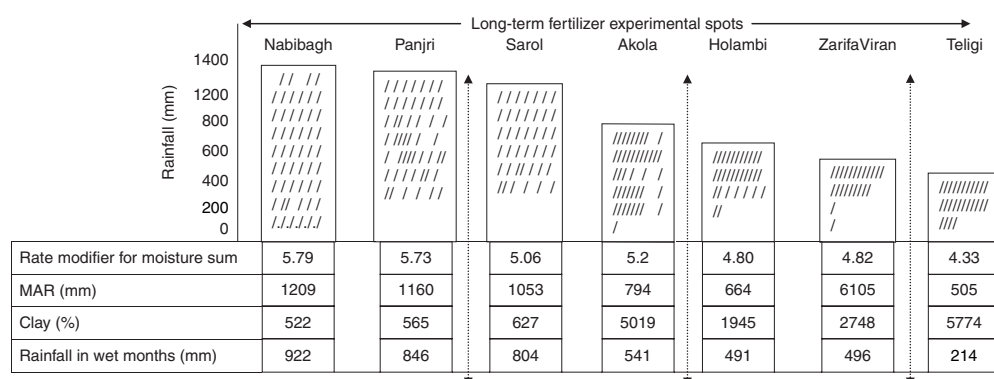 Long-term fertilizer experimental spots
Nabibagh Panjri Sarol Akola Holambi ZarifaViran Teligi
Rainfall (mm)
1400
1200
800
600
400
200
0
Rate modifier for moisture sum 5.79 5.73 5.06 5.2 4.80 4.82 4.33
MAR (mm) 1209 1160 1053 794 664 6105 505
Clay (%) 522 565 627 5019 1945 2748 5774
Rainfall in wet months (mm) 922 846 804 541 491 496 214